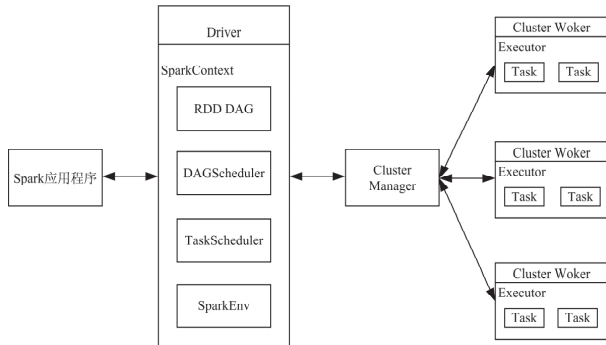 Spark应用程序
Driver
SparkContext
RDD DAG
DAGScheduler
TaskScheduler
SparkEnv
Cluster
Manager
Cluster Woker
Executor
Task Task
Cluster Woker
Executor
Task Task
Cluster Woker
Executor
Task Task